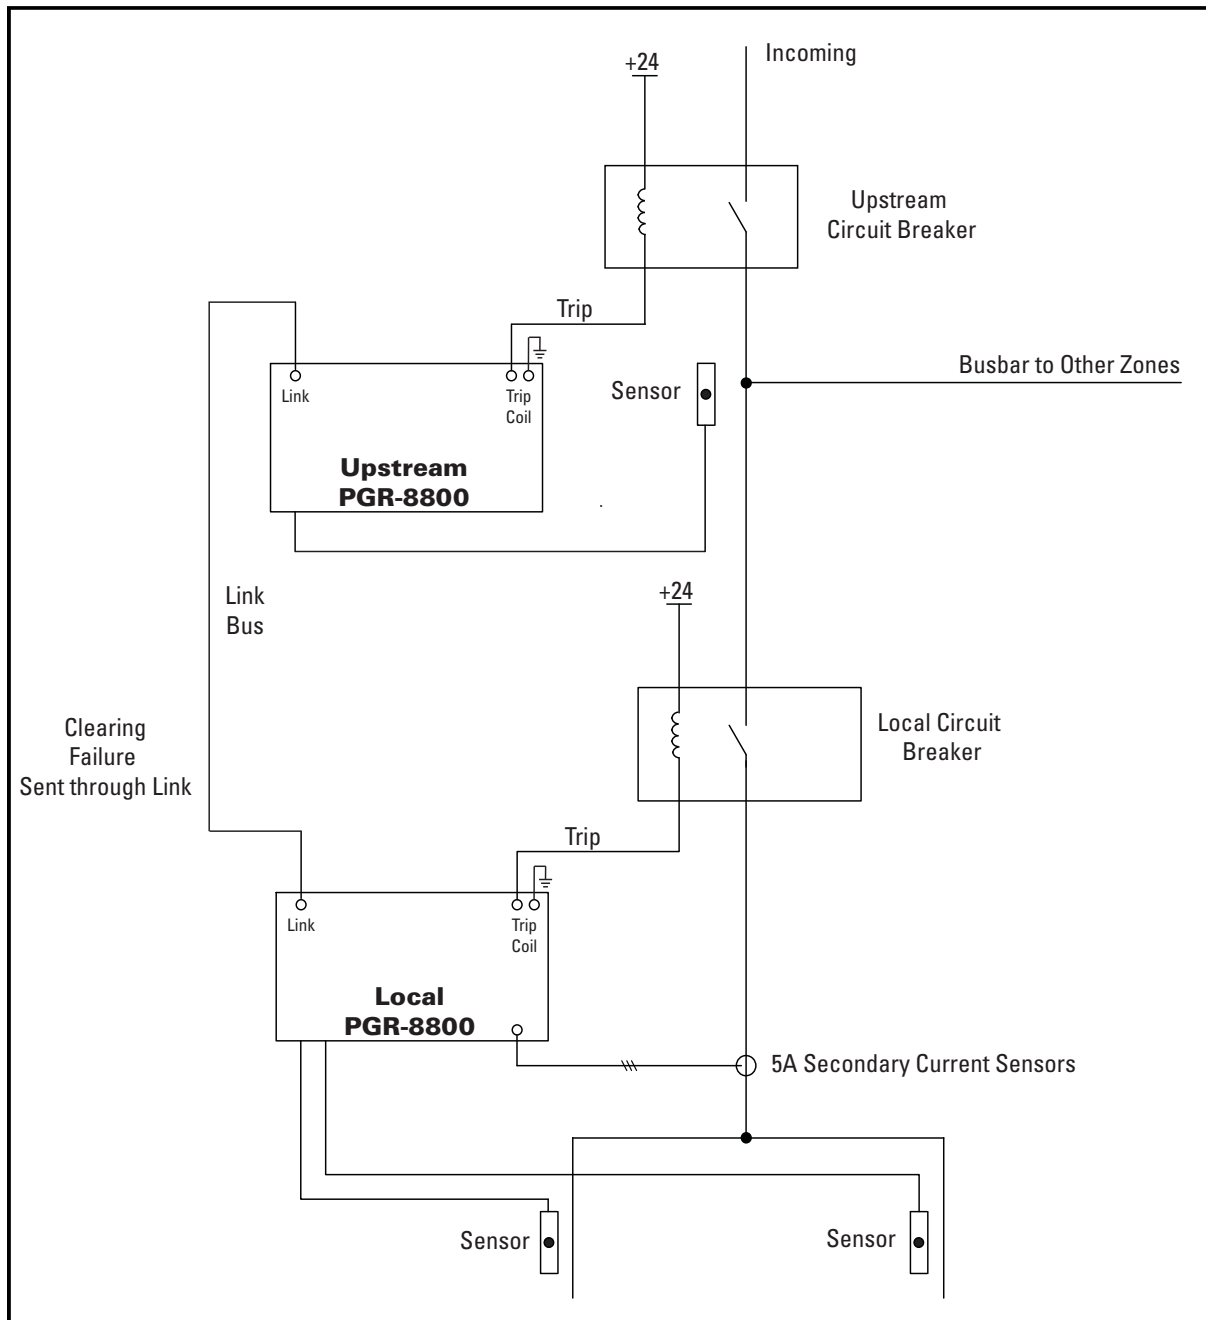 Incoming
+24
Upstream
Circuit Breaker
Trip
Busbar to Other Zones
Link
Trip
Coil
Sensor
Upstream
PGR-8800
+24
Link
Bus
Local Circuit
Breaker
Clearing
Failure
Sent through Link
Trip
Link
Trip
Coil
Local
PGR-8800
5A Secondary Current Sensors
Sensor
Sensor